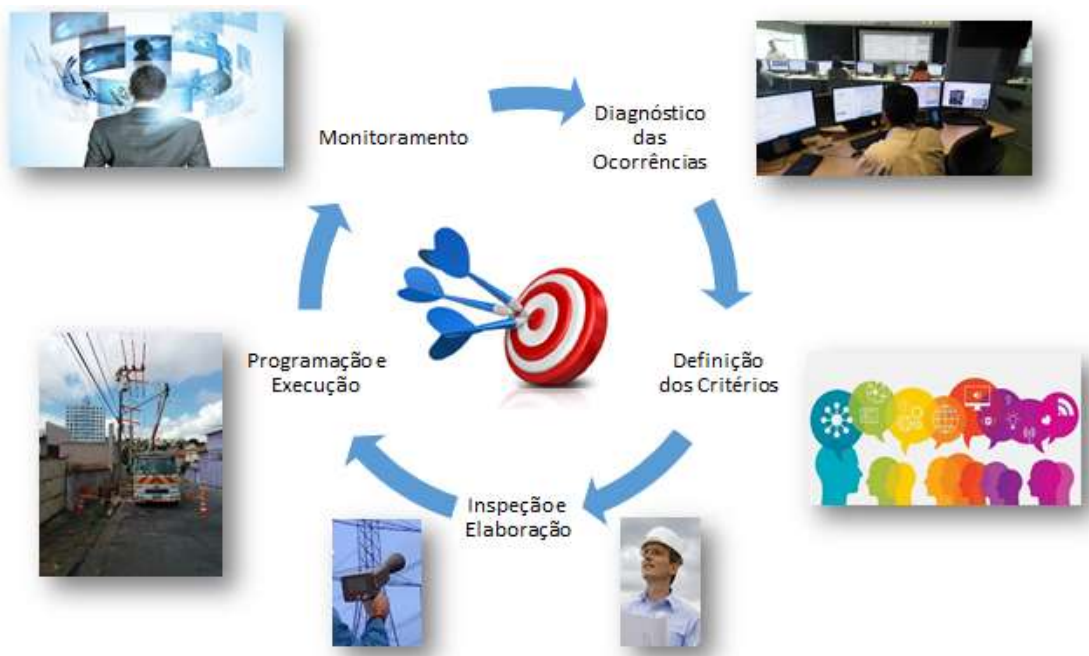 Monitoramento
Diagnóstico
das
Ocorrências
Definição
dos Critérios
Inspeção e
Elaboração
Programação e
Execução